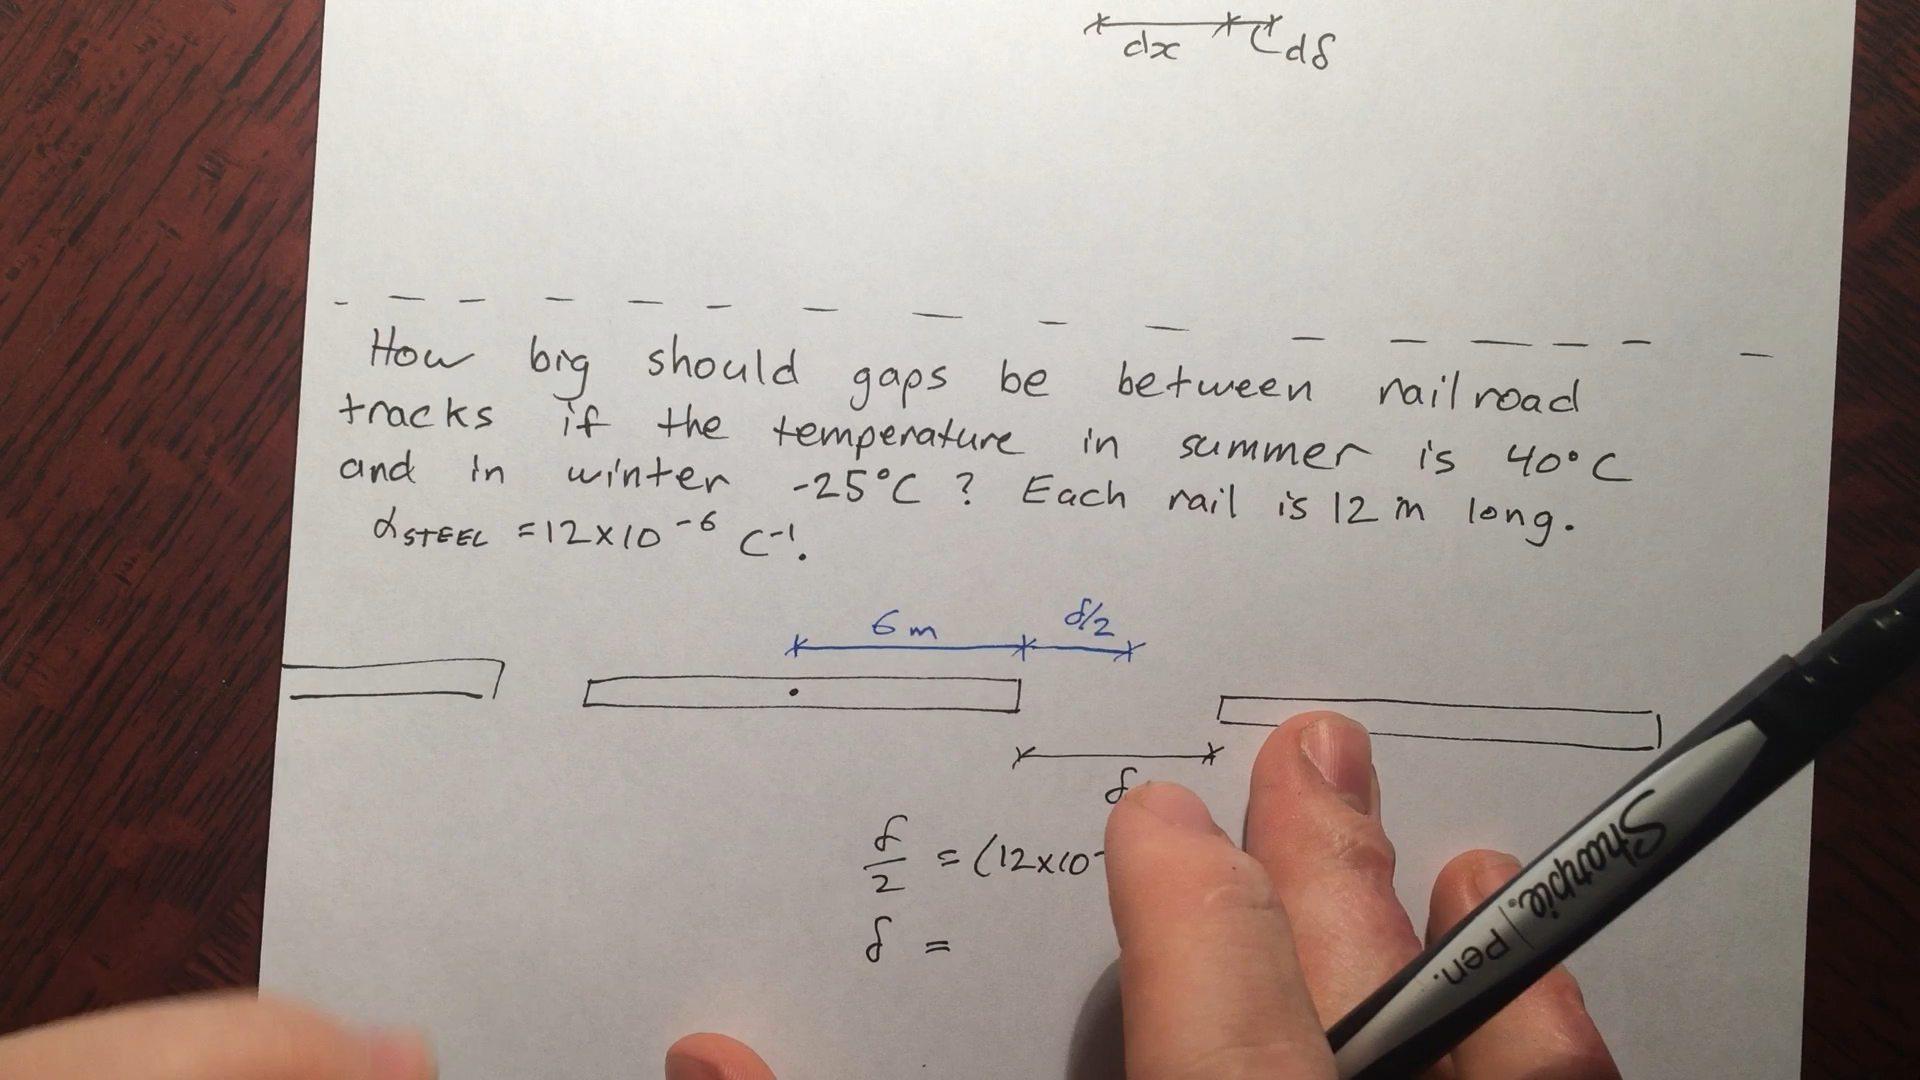 dx dδ
How big should gaps be between railroad
tracks if the temperature in summer is 40°C
and in winter -25°C ? Each rail is 12 m long.
α STEEL = 12×10⁻⁶ C⁻¹.
6 m δ/2
δ
δ/2 = (12×10⁻
δ =
Sharpie. | Pen.